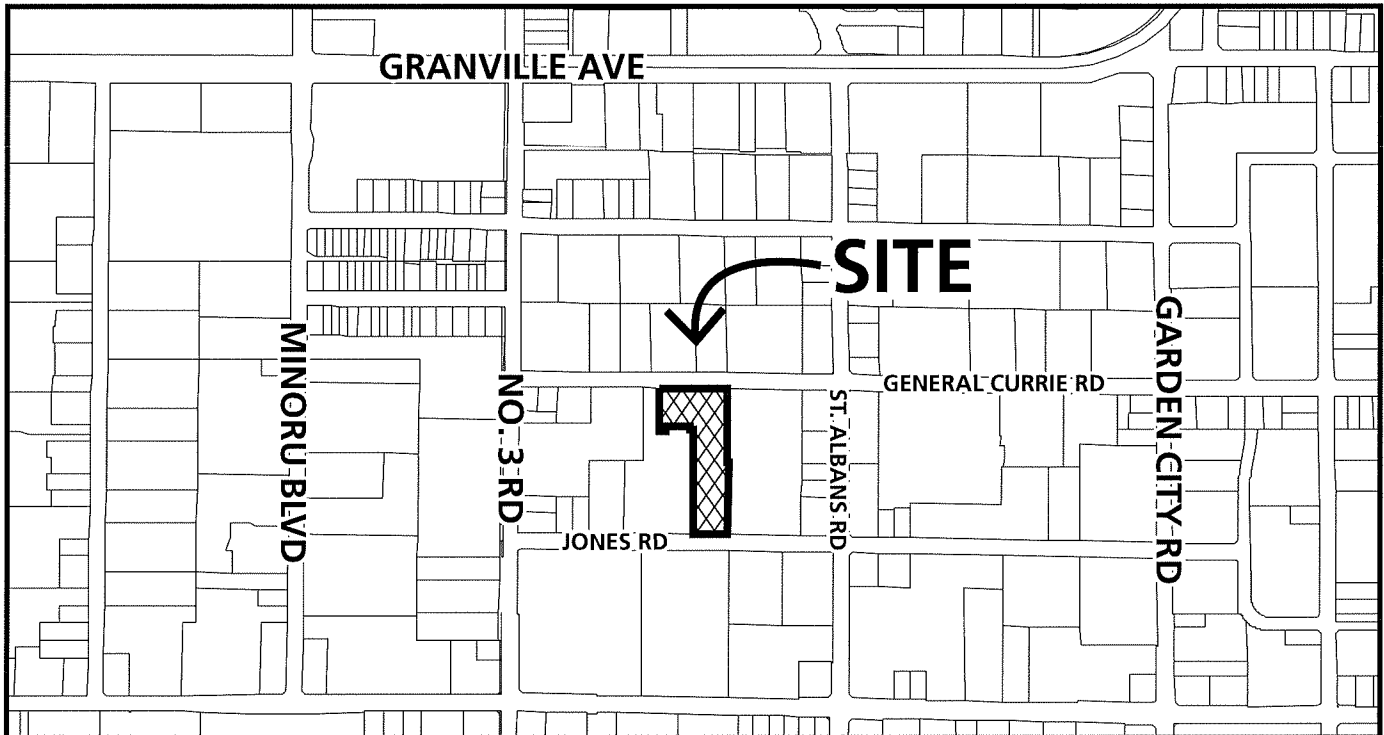 GRANVILLE AVE
SITE
MINORU BLVD
NO. 3 RD
GENERAL CURRIE RD
ST. ALBANS RD
GARDEN CITY RD
JONES RD